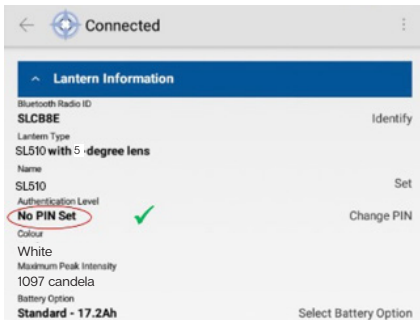 Connected
Lantern Information
Bluetooth Radio ID
SLCB8E Identify
Lantern Type
SL510 with 5 degree lens
Name
SL510 Set
Authentication Level
No PIN Set Change PIN
Colour
White
Maximum Peak Intensity
1097 candela
Battery Option
Standard - 17.2Ah Select Battery Option